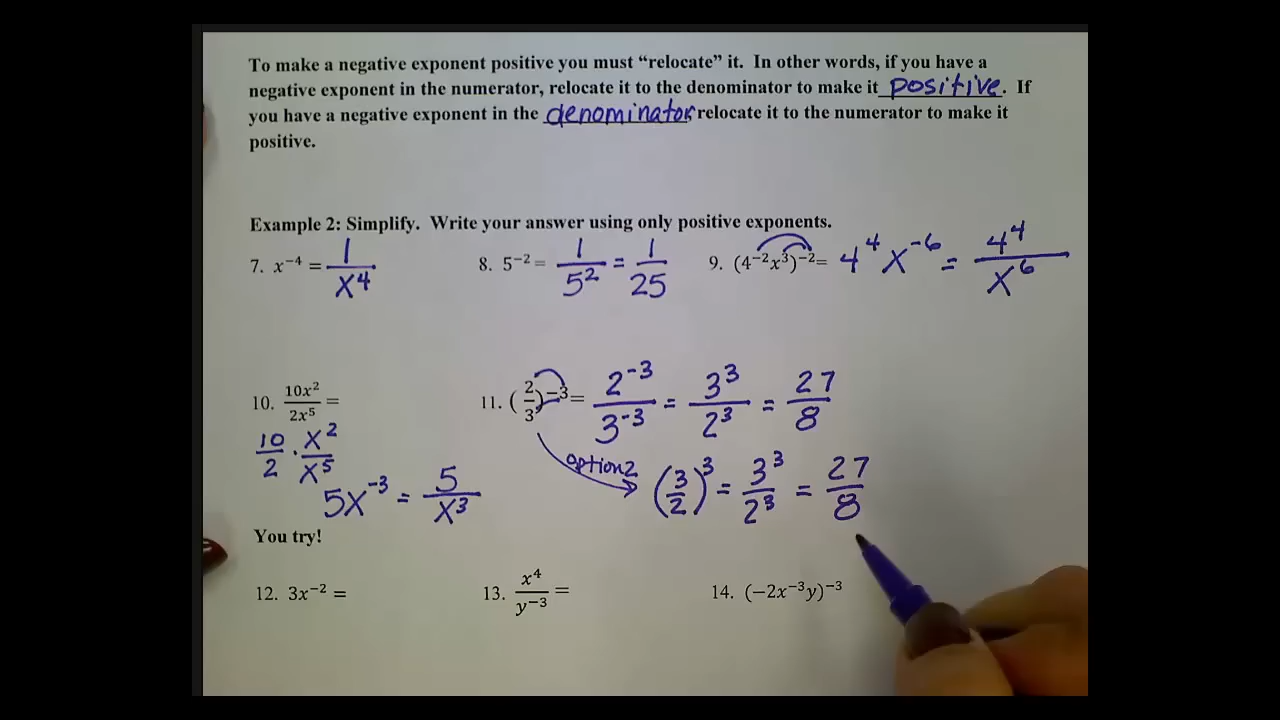 To make a negative exponent positive you must “relocate” it. In other words, if you have a
negative exponent in the numerator, relocate it to the denominator to make it positive. If
you have a negative exponent in the denominator, relocate it to the numerator to make it
positive.
Example 2: Simplify. Write your answer using only positive exponents.
7. x⁻⁴ = 1/x⁴
8. 5⁻² = 1/5² = 1/25
9. (4⁻²x³)⁻² = 4⁴x⁻⁶ = 4⁴/x⁶
10. 10x²/2x⁵ =
10/2 · x²/x⁵
5x⁻³ = 5/x³
11. (2/3)⁻³ = 2⁻³/3⁻³ = 3³/2³ = 27/8
option 2 (3/2)³ = 3³/2³ = 27/8
You try!
12. 3x⁻² =
13. x⁴/y⁻³ =
14. (−2x⁻³y)⁻³